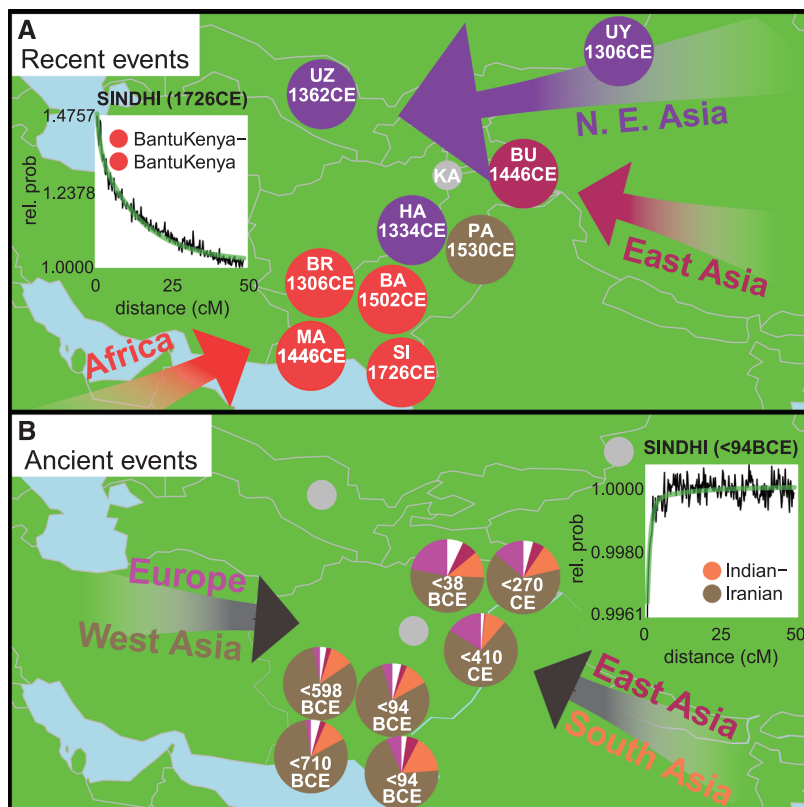 A
Recent events
UY
1306CE
UZ
1362CE
SINDHI (1726CE)
1.4757
BantuKenya–
BantuKenya
rel. prob
1.2378
1.0000
0
25
50
distance (cM)
N. E. Asia
KA
BU
1446CE
HA
1334CE
PA
1530CE
East Asia
BR
1306CE
BA
1502CE
MA
1446CE
SI
1726CE
Africa
B
Ancient events
SINDHI (<94BCE)
1.0000
rel. prob
0.9980
Indian–
Iranian
0.9961
0
25
50
distance (cM)
Europe
West Asia
<38
BCE
<270
CE
<410
CE
<598
BCE
<94
BCE
<710
BCE
<94
BCE
East Asia
South Asia